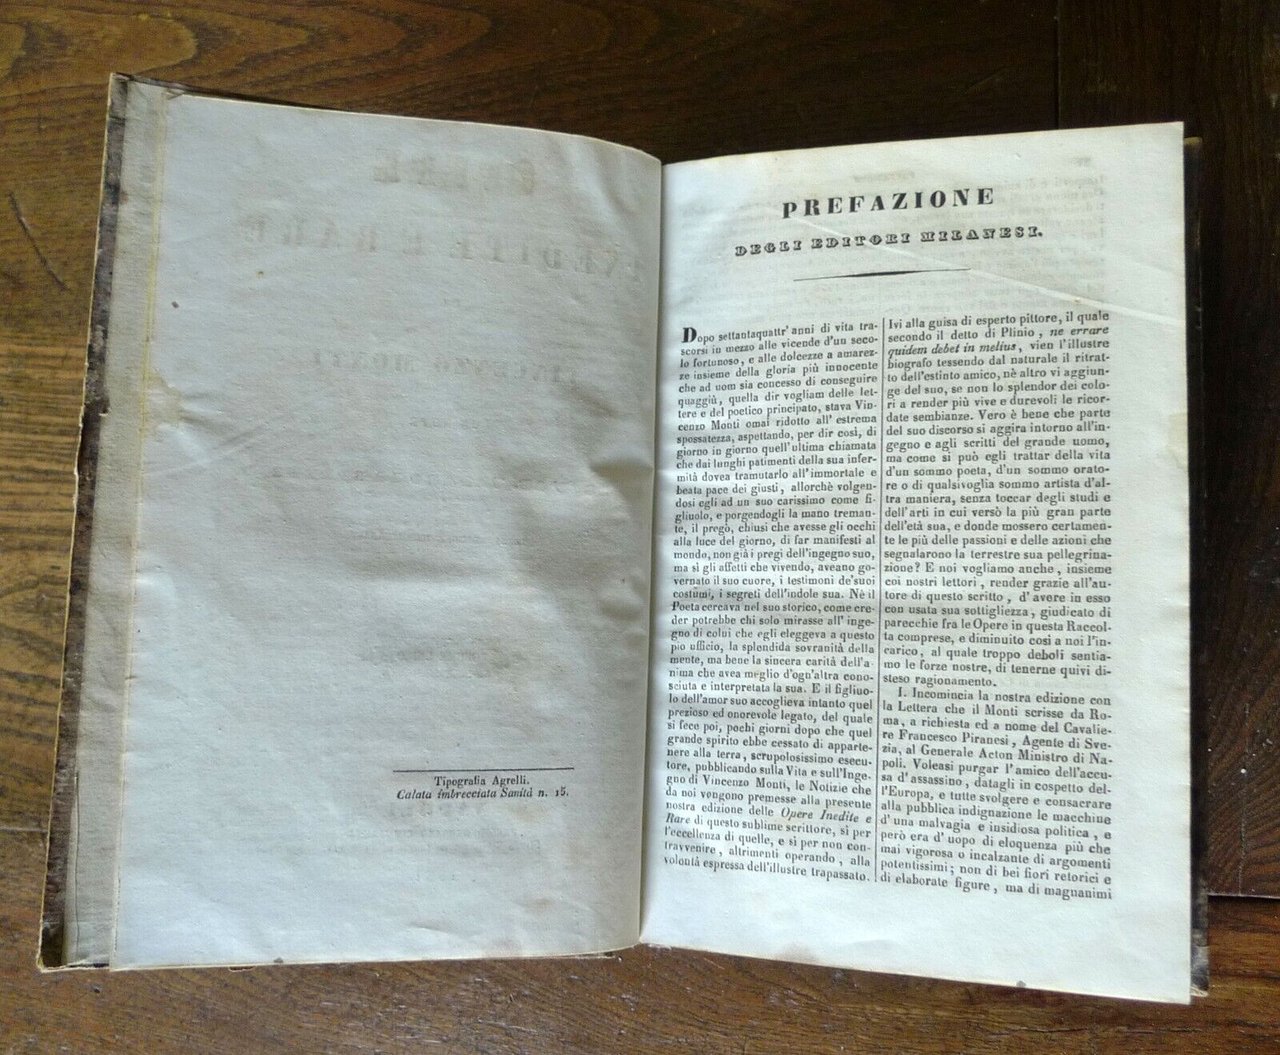 Tipografia Agrelli.
Calata imbrecciata Sanità n. 15.
PREFAZIONE
DEGLI EDITORI MILANESI.
Dopo settantaquattr' anni di vita tra-
scorsi in mezzo alle vicende d'un seco-
lo fortunoso, e alle dolcezze a amarez-
ze insieme della gloria più innocente
che ad uom sia concesso di conseguire
quaggiù, quella dir vogliam delle let-
tere e del poetico principato, stava Vin-
cenzo Monti omai ridotto all' estrema
spossatezza, aspettando, per dir così, di
giorno in giorno quell'ultima chiamata
che dai lunghi patimenti della sua infer-
mità dovea tramutarlo all'immortale e
beata pace dei giusti, allorchè volgen-
dosi egli ad un suo carissimo come fi-
gliuolo, e porgendogli la mano treman-
te, il pregò, chiusi che avesse gli occhi
alla luce del giorno, di far manifesti al
mondo, non già i pregi dell'ingegno suo,
ma sì gli affetti che vivendo, aveano go-
vernato il suo cuore, i testimoni de'suoi
costumi, i segreti dell'indole sua. Nè il
Poeta cercava nel suo storico, come cre-
der potrebbe chi solo mirasse all' inge-
gno di colui che egli eleggeva a questo
pio ufficio, la splendida sovranità della
mente, ma bene la sincera carità dell'a-
nima che avea meglio d'ogn'altra cono-
sciuta e interpretata la sua. E il figliuo-
lo dell'amor suo accoglieva intanto quel
prezioso ed onorevole legato, del quale
si fece poi, pochi giorni dopo che quel
grande spirito ebbe cessato di apparte-
nere alla terra, scrupolosissimo esecu-
tore, pubblicando sulla Vita e sull'Inge-
gno di Vincenzo Monti, le Notizie che
da noi vengono premesse alla presente
nostra edizione delle Opere Inedite e
Rare di questo sublime scrittore, sì per
l'eccellenza di quelle, e sì per non con-
travvenire, altrimenti operando, alla
volontà espressa dell'illustre trapassato.
Ivi alla guisa di esperto pittore, il quale
secondo il detto di Plinio, ne errare
quidem debet in melius, vien l'illustre
biografo tessendo dal naturale il ritrat-
to dell'estinto amico, nè altro vi aggiun-
ge del suo, se non lo splendor dei colo-
ri a render più vive e durevoli le ricor-
date sembianze. Vero è bene che parte
del suo discorso si aggira intorno all'in-
gegno e agli scritti del grande uomo,
ma come si può egli trattar della vita
d'un sommo poeta, d'un sommo orato-
re o di qualsivoglia sommo artista d'al-
tra maniera, senza toccar degli studi e
dell'arti in cui versò la più gran parte
dell'età sua, e donde mossero certamen-
te le più delle passioni e delle azioni che
segnalarono la terrestre sua pellegrina-
zione? E noi vogliamo anche, insieme
coi nostri lettori, render grazie all'au-
tore di questo scritto, d' avere in esso
con usata sua sottigliezza, giudicato di
parecchie fra le Opere in questa Raccol-
ta comprese, e diminuito così a noi l'in-
carico, al quale troppo deboli sentia-
mo le forze nostre, di tenerne quivi di-
steso ragionamento.
I. Incomincia la nostra edizione con
la Lettera che il Monti scrisse da Ro-
ma, a richiesta ed a nome del Cavalie-
re Francesco Piranesi, Agente di Sve-
zia, al Generale Acton Ministro di Na-
poli. Voleasi purgar l'amico dell'accu-
sa d'assassino, datagli in cospetto del-
l'Europa, e tutte svolgere e consacrare
alla pubblica indignazione le macchine
d' una malvagia e insidiosa politica, e
però era d' uopo di eloquenza più che
mai vigorosa o incalzante di argomenti
potentissimi; non di bei fiori retorici e
di elaborate figure, ma di magnanimi